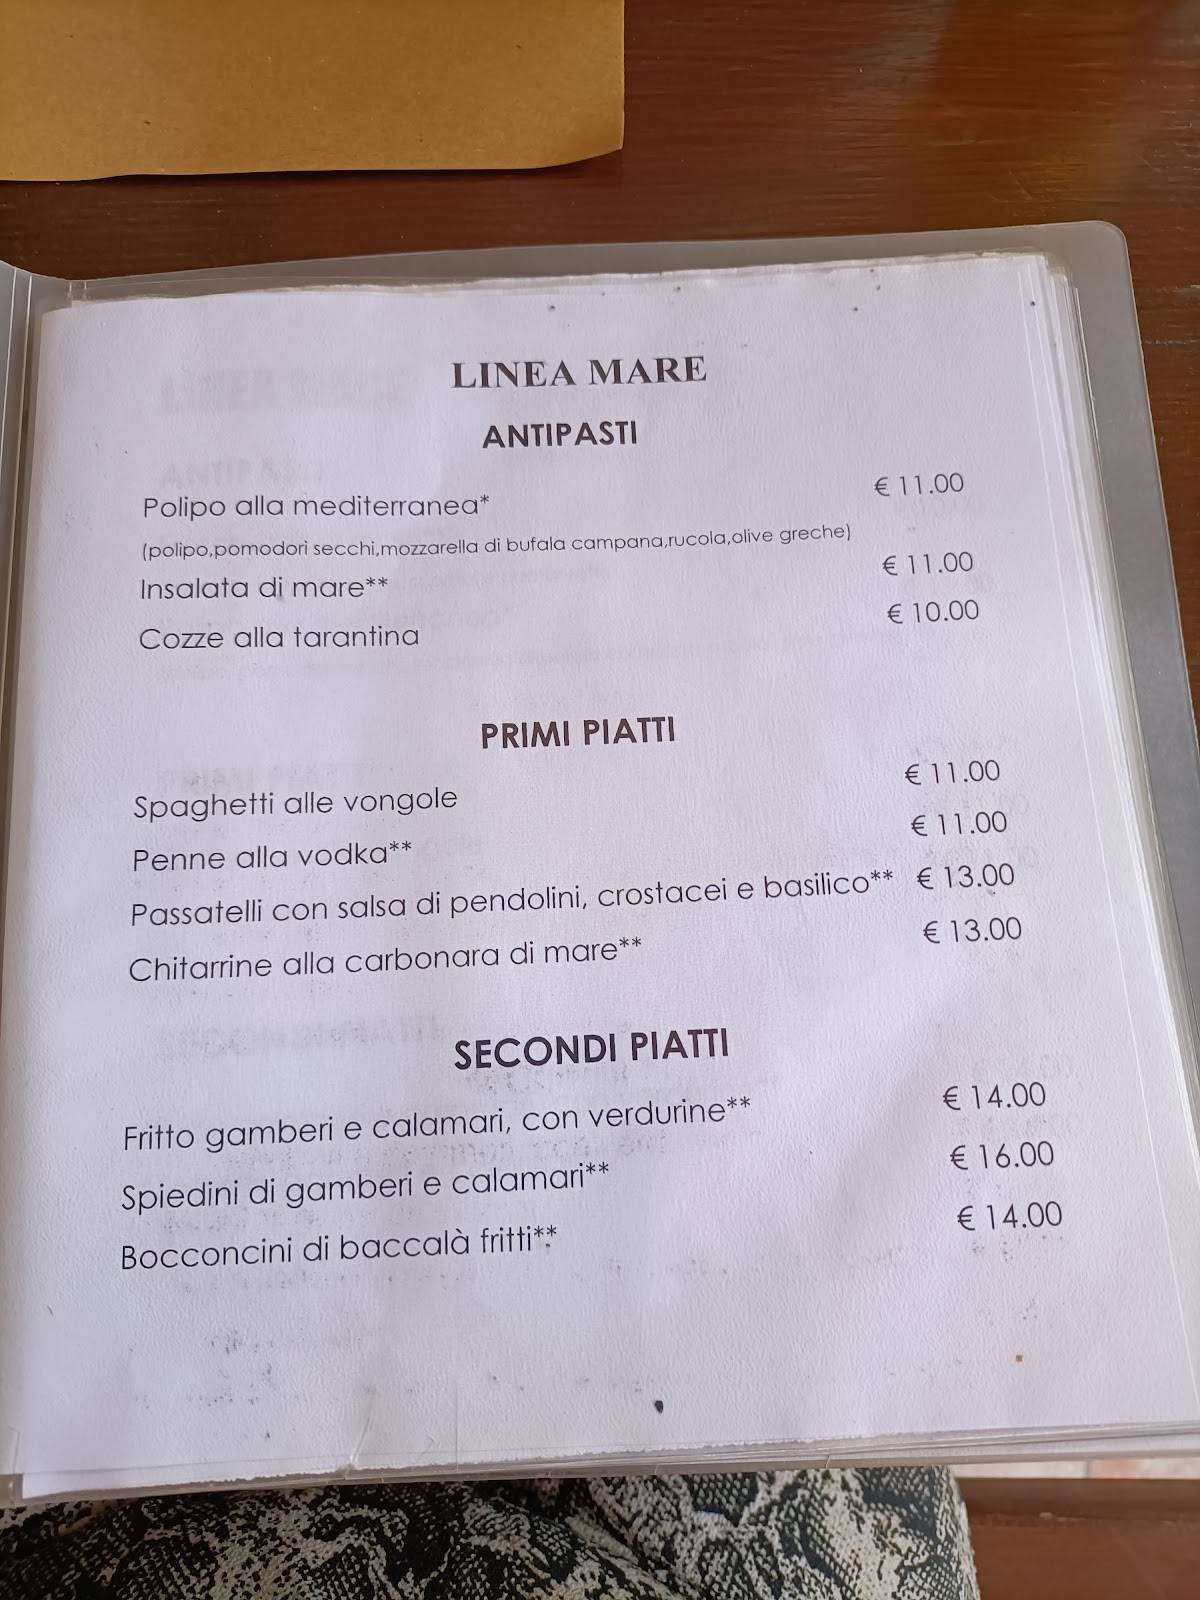 LINEA MARE
ANTIPASTI
Polipo alla mediterranea* € 11.00
(polipo,pomodori secchi,mozzarella di bufala campana,rucola,olive greche)
Insalata di mare** € 11.00
Cozze alla tarantina € 10.00
PRIMI PIATTI
Spaghetti alle vongole € 11.00
Penne alla vodka** € 11.00
Passatelli con salsa di pendolini, crostacei e basilico** € 13.00
Chitarrine alla carbonara di mare** € 13.00
SECONDI PIATTI
Fritto gamberi e calamari, con verdurine** € 14.00
Spiedini di gamberi e calamari** € 16.00
Bocconcini di baccalà fritti** € 14.00